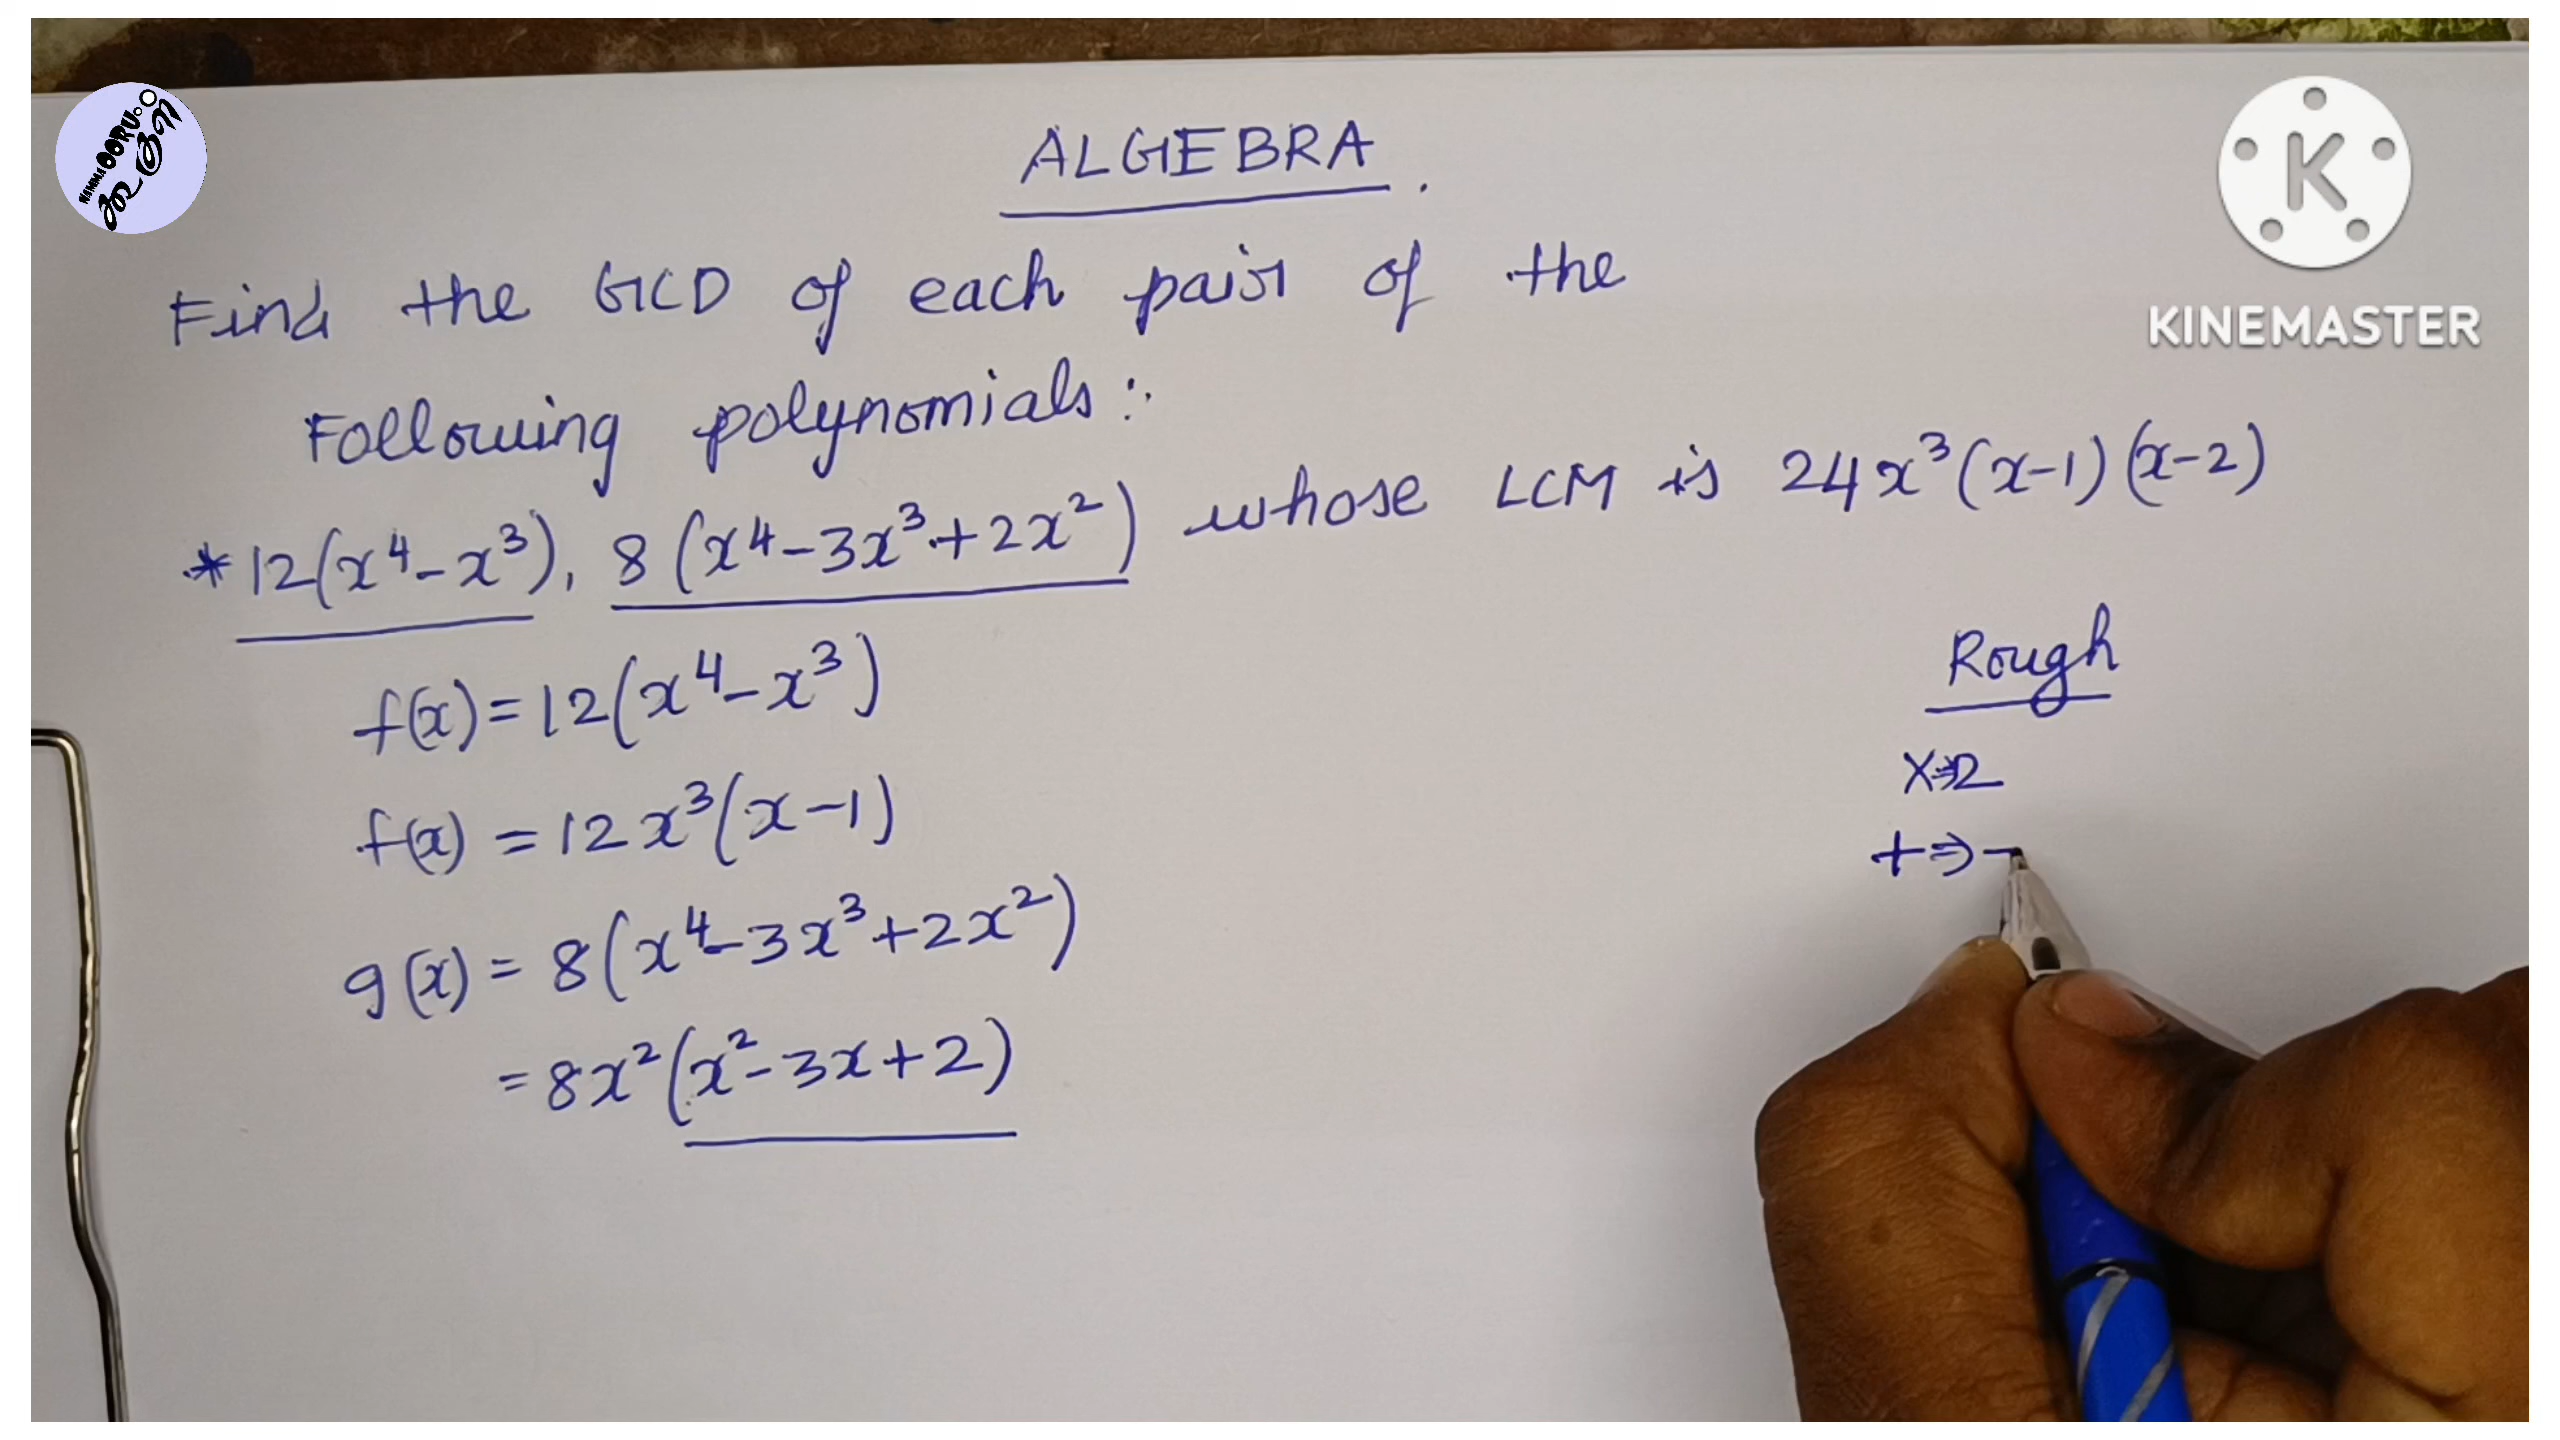 NAMMA OORU
KINEMASTER
ALGEBRA.
Find the GCD of each pair of the
Following polynomials:
*12(x⁴-x³), 8(x⁴-3x³+2x²) whose LCM is 24x³(x-1)(x-2)
f(x)=12(x⁴-x³)
f(x)=12x³(x-1)
g(x)=8(x⁴-3x³+2x²)
=8x²(x²-3x+2)
Rough
x⇒2
+⇒-